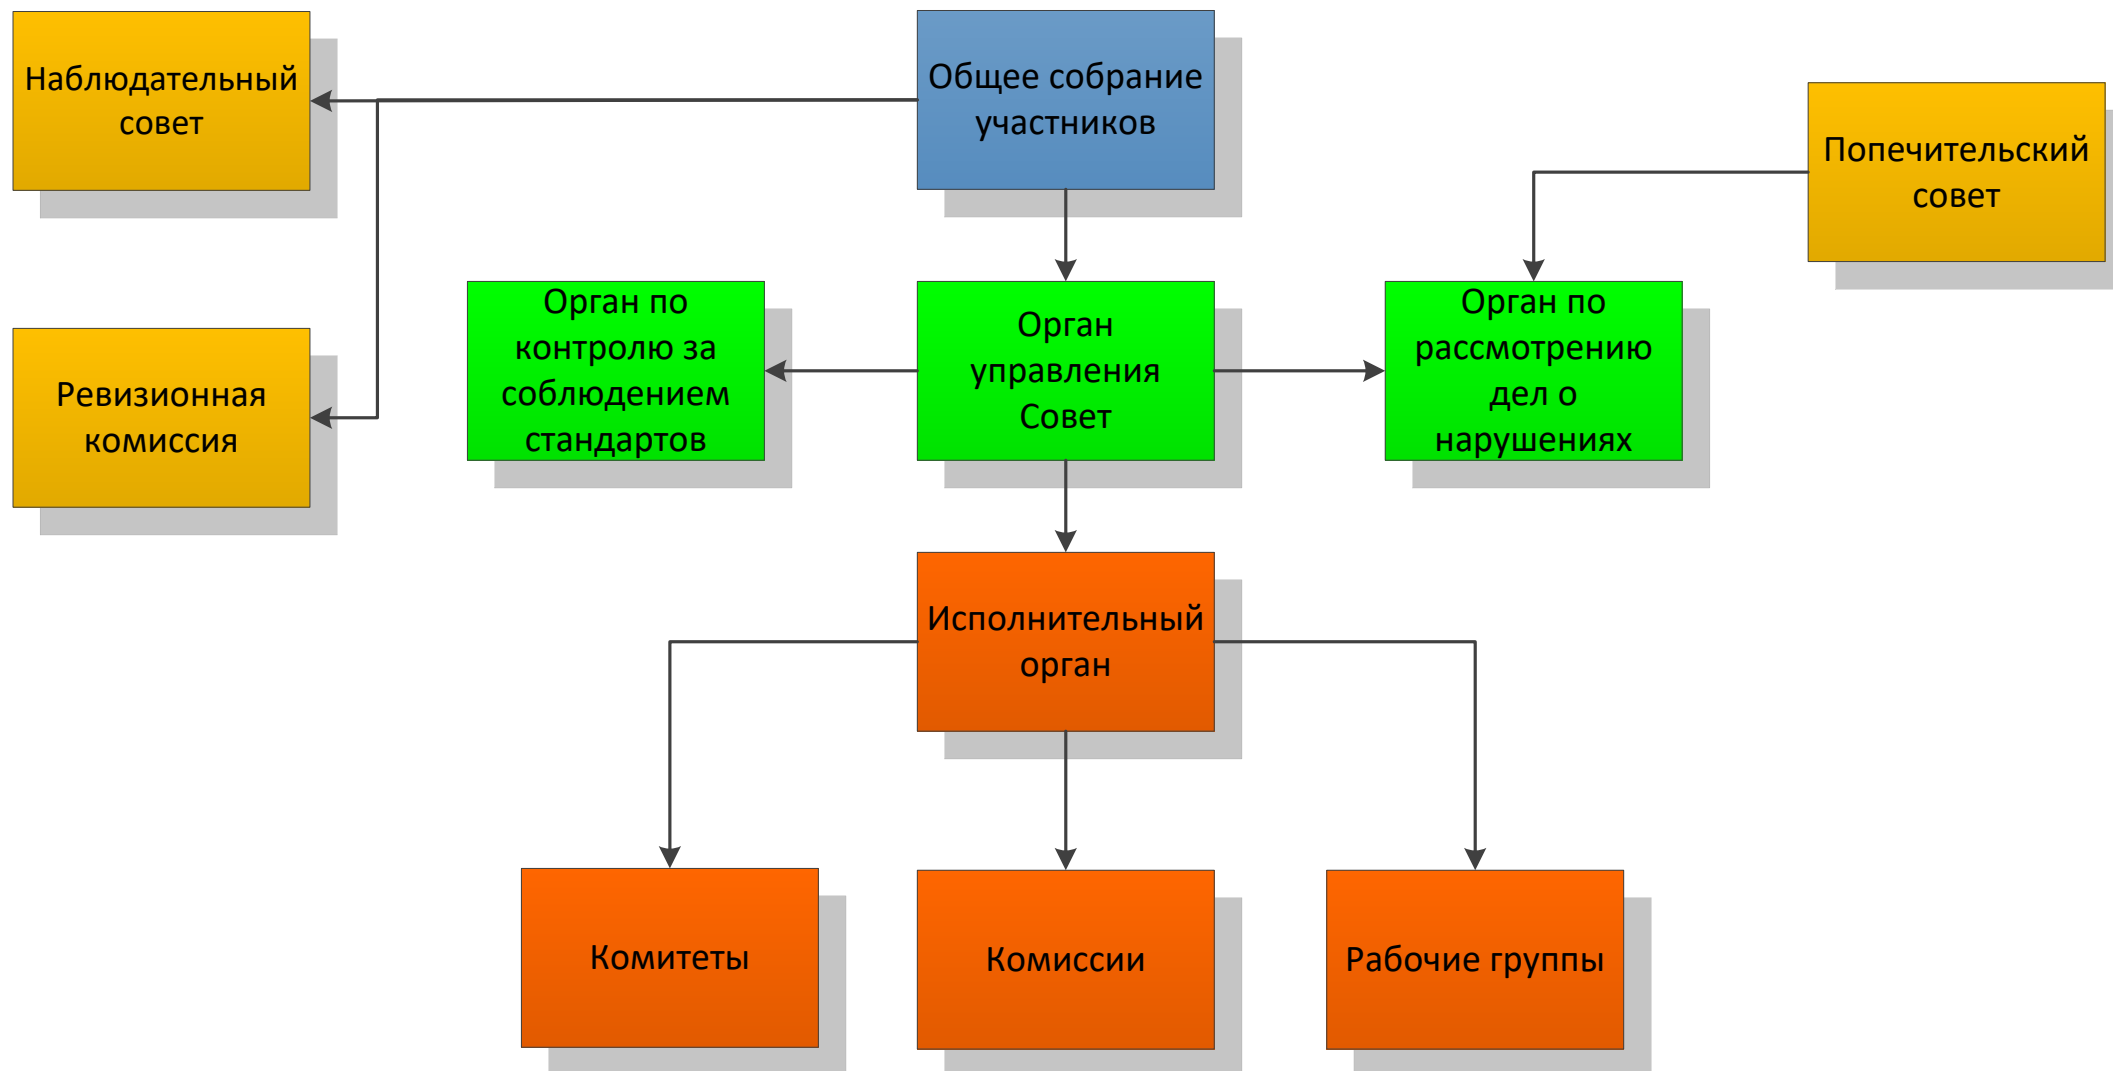 Наблюдательный
совет
Общее собрание
участников
Попечительский
совет
Ревизионная
комиссия
Орган по
контролю за
соблюдением
стандартов
Орган
управления
Совет
Орган по
рассмотрению
дел о
нарушениях
Исполнительный
орган
Комитеты
Комиссии
Рабочие группы